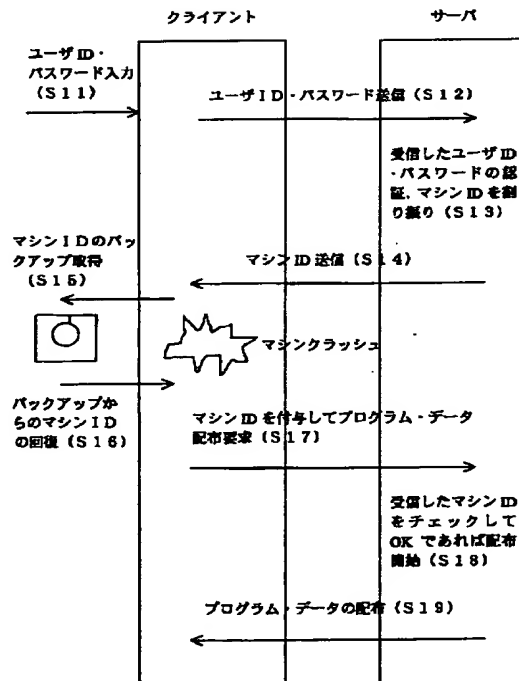 クライアント
サーバ
ユーザID・
パスワード入力
(S11)
ユーザID・パスワード送信(S12)
受信したユーザID
・パスワードの認
証、マシンIDを割
り振り(S13)
マシンIDのバッ
クアップ取得
(S15)
マシンID送信(S14)
マシンクラッシュ
バックアップか
らのマシンID
の回復(S16)
マシンIDを付与してプログラム・データ
配布要求(S17)
受信したマシンID
をチェックして
OKであれば配布
開始(S18)
プログラム・データの配布(S19)